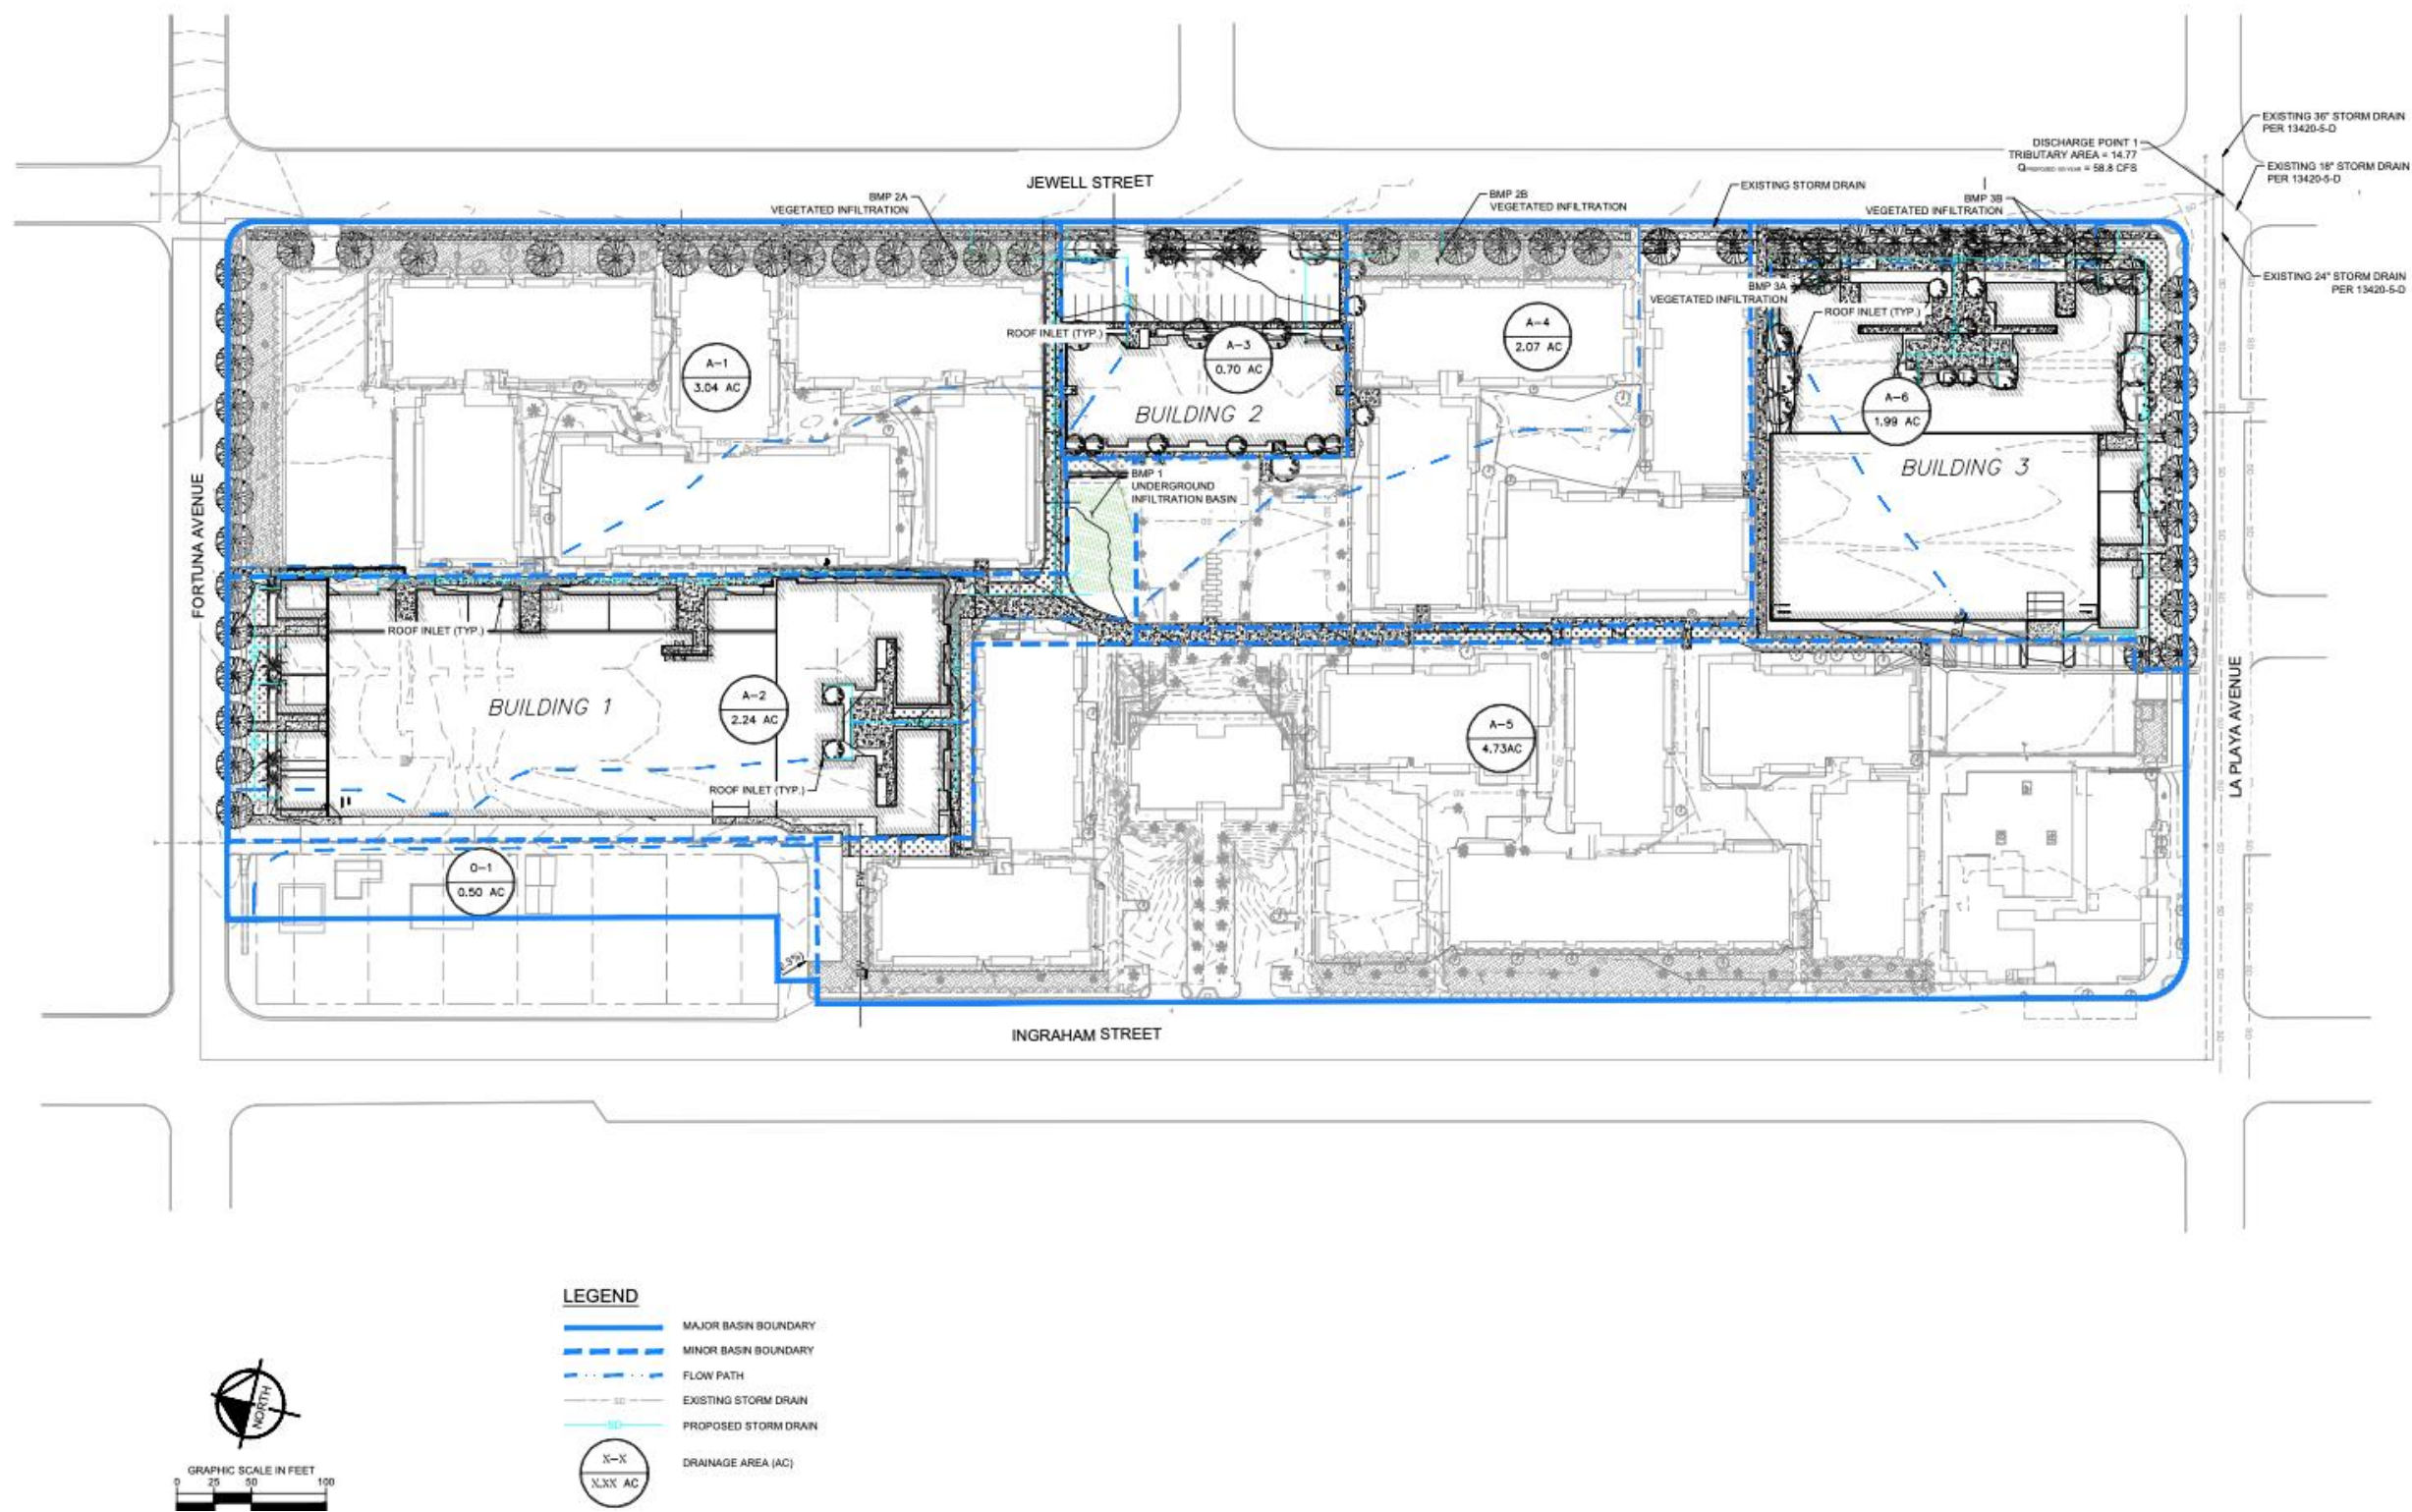 EXISTING 36" STORM DRAIN
PER 13420-5-D
DISCHARGE POINT 1
TRIBUTARY AREA = 14.77
= 58.8 CFS
EXISTING 18" STORM DRAIN
PER 13420-5-D
JEWELL STREET
BMP 2A
VEGETATED INFILTRATION
BMP 2B
VEGETATED INFILTRATION
EXISTING STORM DRAIN
BMP 3B
VEGETATED INFILTRATION
EXISTING 24" STORM DRAIN
PER 13420-5-D
BMP 3A
VEGETATED INFILTRATION
ROOF INLET (TYP.)
ROOF INLET (TYP.)
A-1
3.04 AC
A-3
0.70 AC
A-4
2.07 AC
A-6
1.99 AC
BUILDING 2
BUILDING 3
BMP 1
UNDERGROUND
INFILTRATION BASIN
FORTUNA AVENUE
ROOF INLET (TYP.)
BUILDING 1
A-2
2.24 AC
A-5
4.73AC
LA PLAYA AVENUE
ROOF INLET (TYP.)
O-1
0.50 AC
INGRAHAM STREET
LEGEND
MAJOR BASIN BOUNDARY
MINOR BASIN BOUNDARY
FLOW PATH
SD
EXISTING STORM DRAIN
SD
PROPOSED STORM DRAIN
X-X
X.XX AC
DRAINAGE AREA (AC)
NORTH
GRAPHIC SCALE IN FEET
0 25 50 100